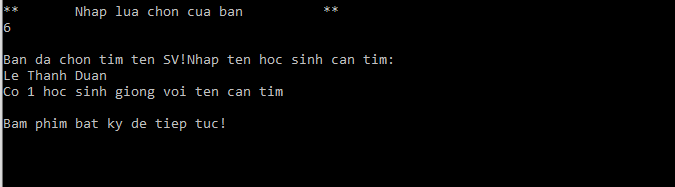 ** Nhap lua chon cua ban **
6
Ban da chon tim ten SV!Nhap ten hoc sinh can tim:
Le Thanh Duan
Co 1 hoc sinh giong voi ten can tim
Bam phim bat ky de tiep tuc!